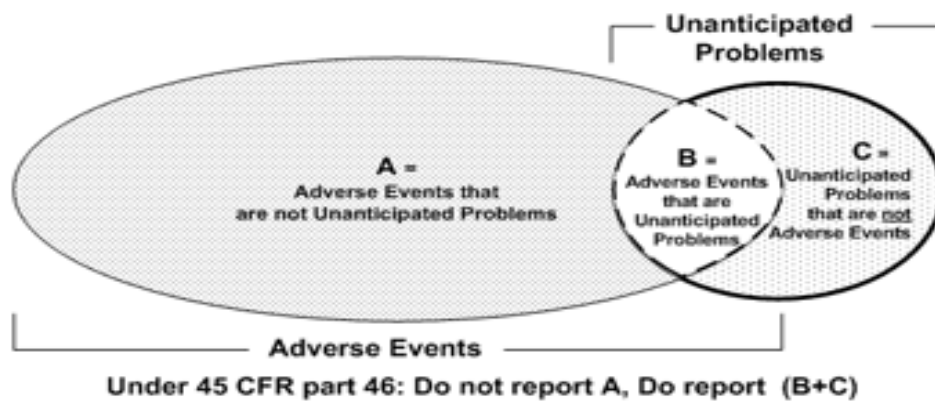 Unanticipated
Problems
A =
Adverse Events that
are not Unanticipated Problems
B =
Adverse Events
that are
Unanticipated
Problems
C =
Unanticipated
Problems
that are not
Adverse Events
Adverse Events
Under 45 CFR part 46: Do not report A, Do report (B+C)